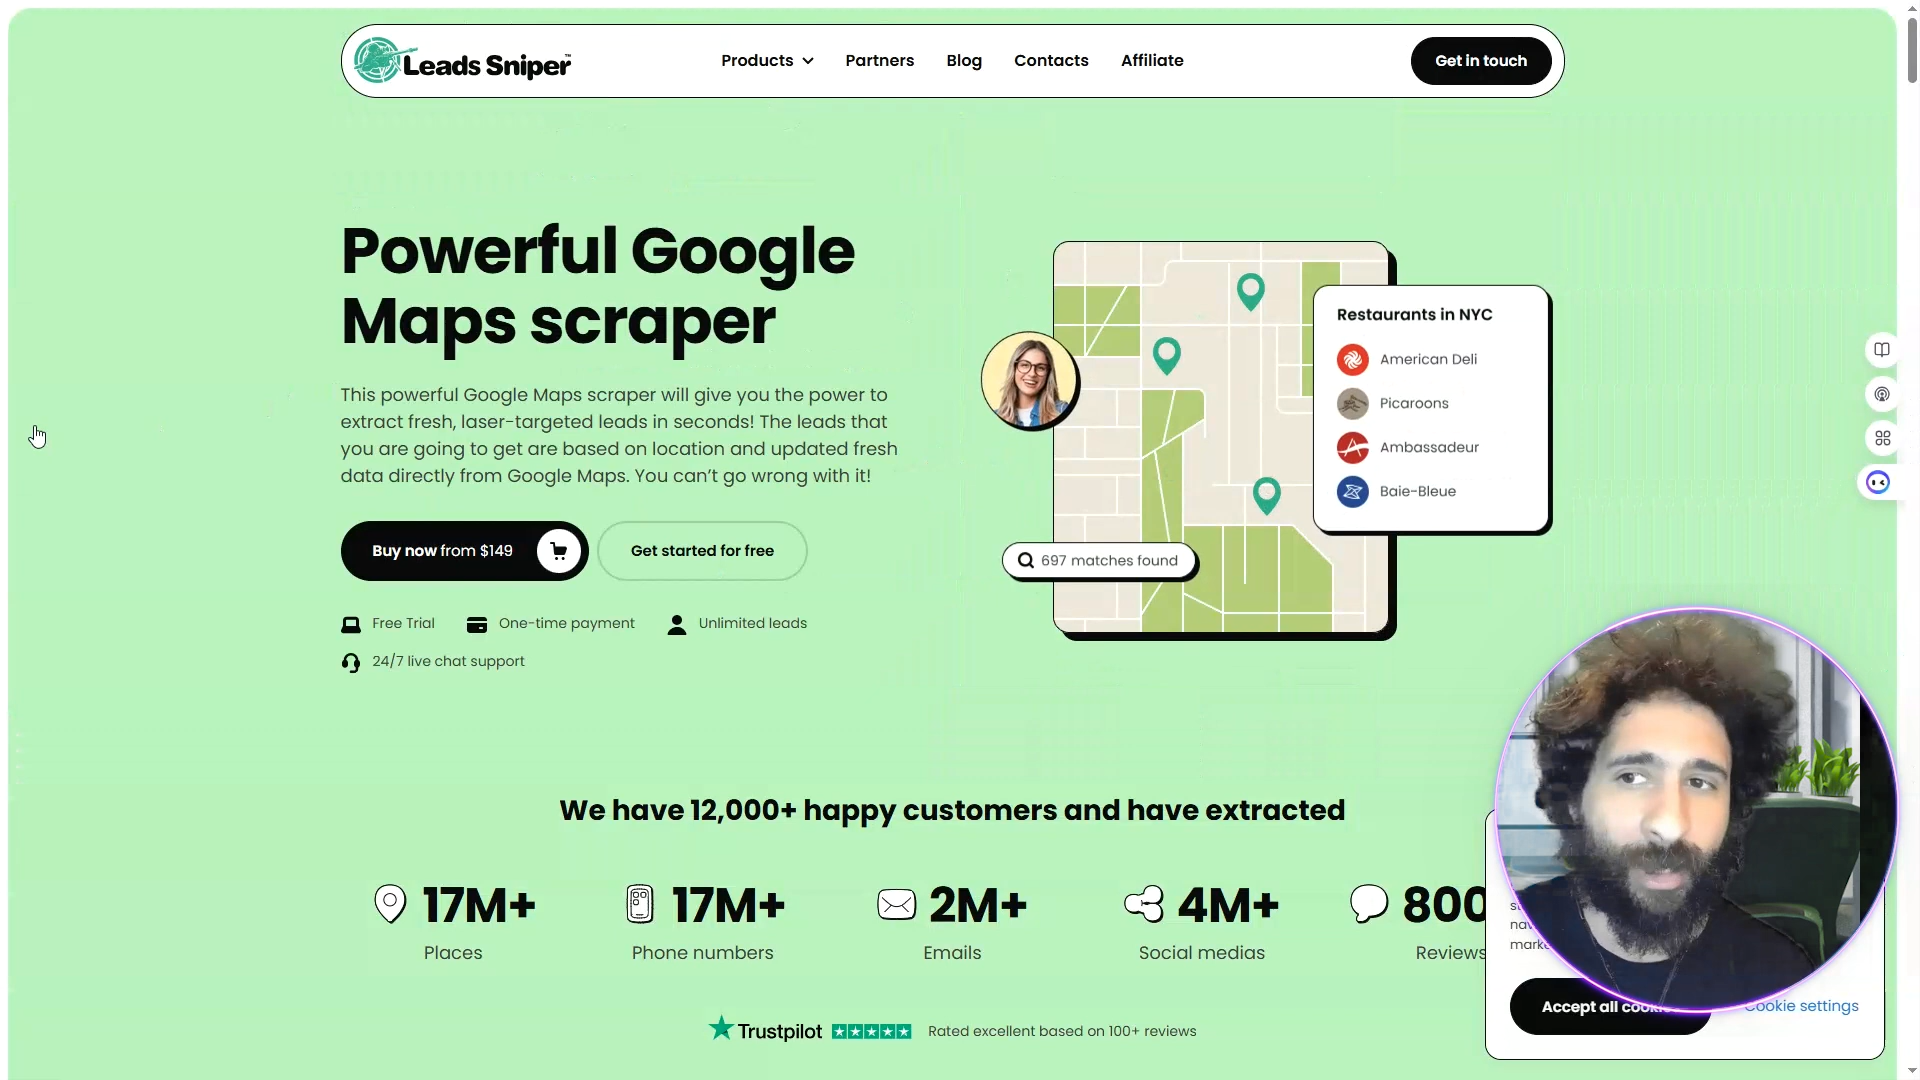 Leads Sniper™
Products
Partners
Blog
Contacts
Affiliate
Get in touch
Powerful Google
Maps scraper
This powerful Google Maps scraper will give you the power to
extract fresh, laser-targeted leads in seconds! The leads that
you are going to get are based on location and updated fresh
data directly from Google Maps. You can’t go wrong with it!
Buy now from $149
Get started for free
Free Trial
One-time payment
Unlimited leads
24/7 live chat support
Restaurants in NYC
American Deli
Picaroons
Ambassadeur
Baie-Bleue
697 matches found
We have 12,000+ happy customers and have extracted
17M+
Places
17M+
Phone numbers
2M+
Emails
4M+
Social medias
800
Reviews
Trustpilot
Rated excellent based on 100+ reviews
Accept all
Cookie settings